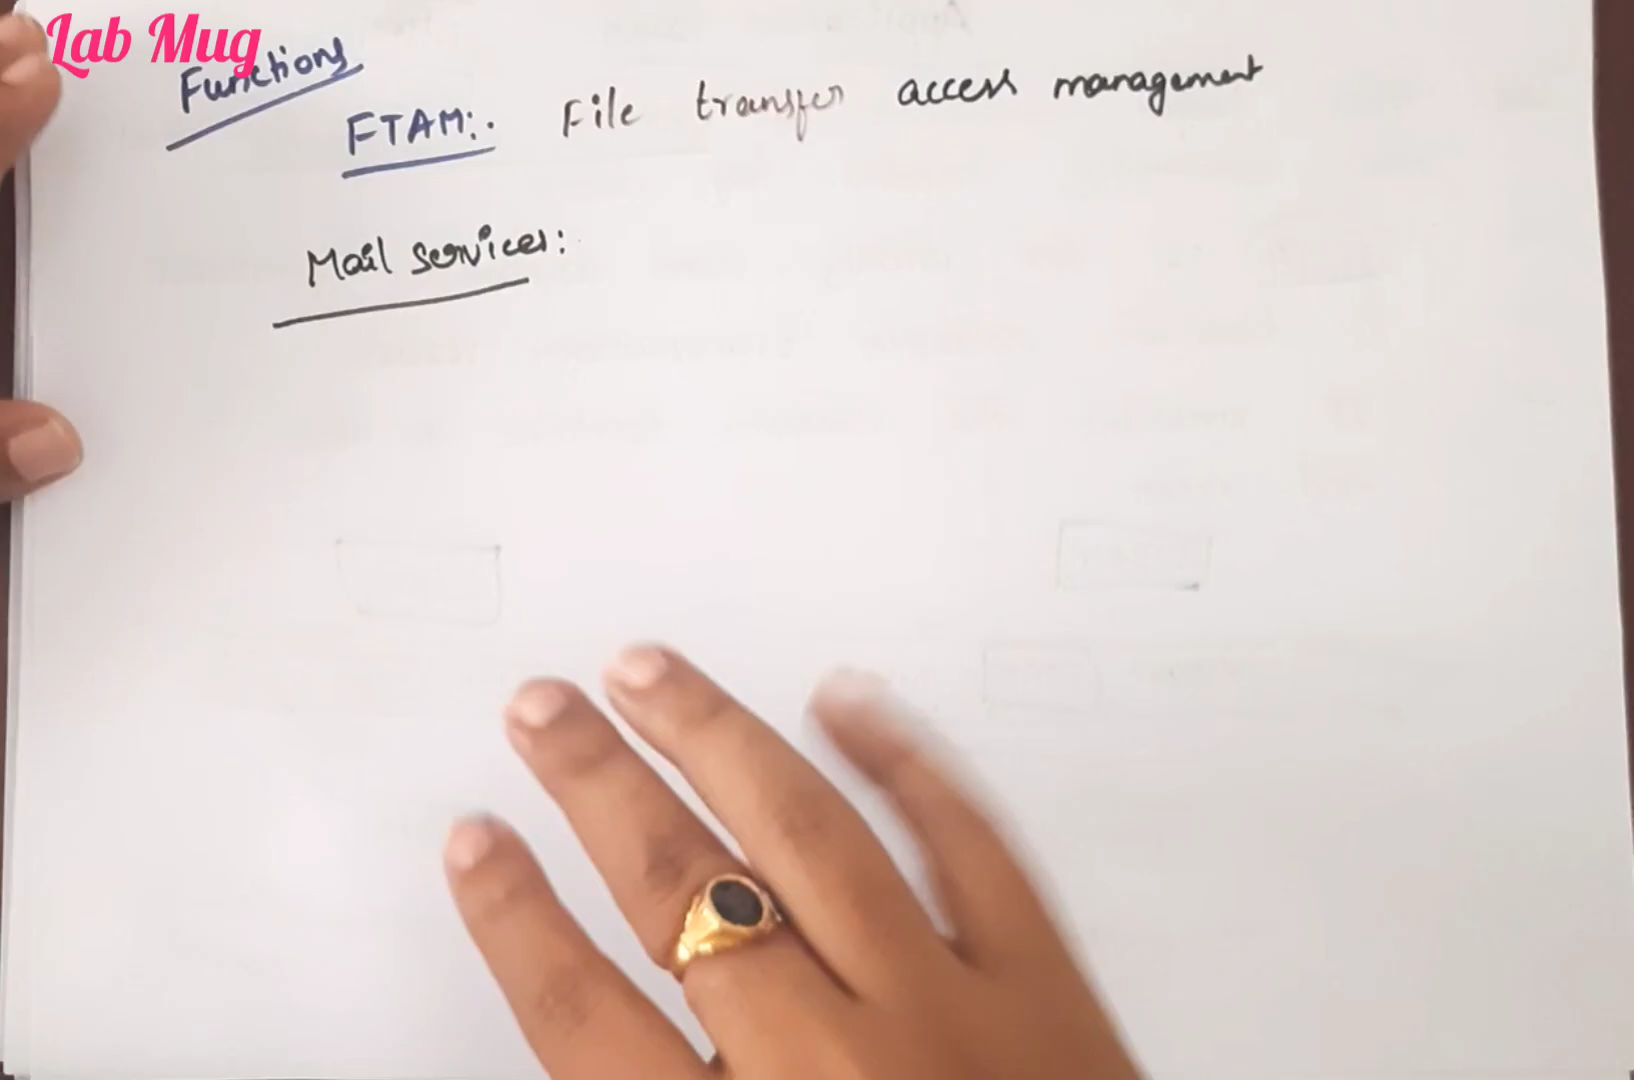 Lab Mug
Functions
FTAM:. File transfer access management
Mail services: